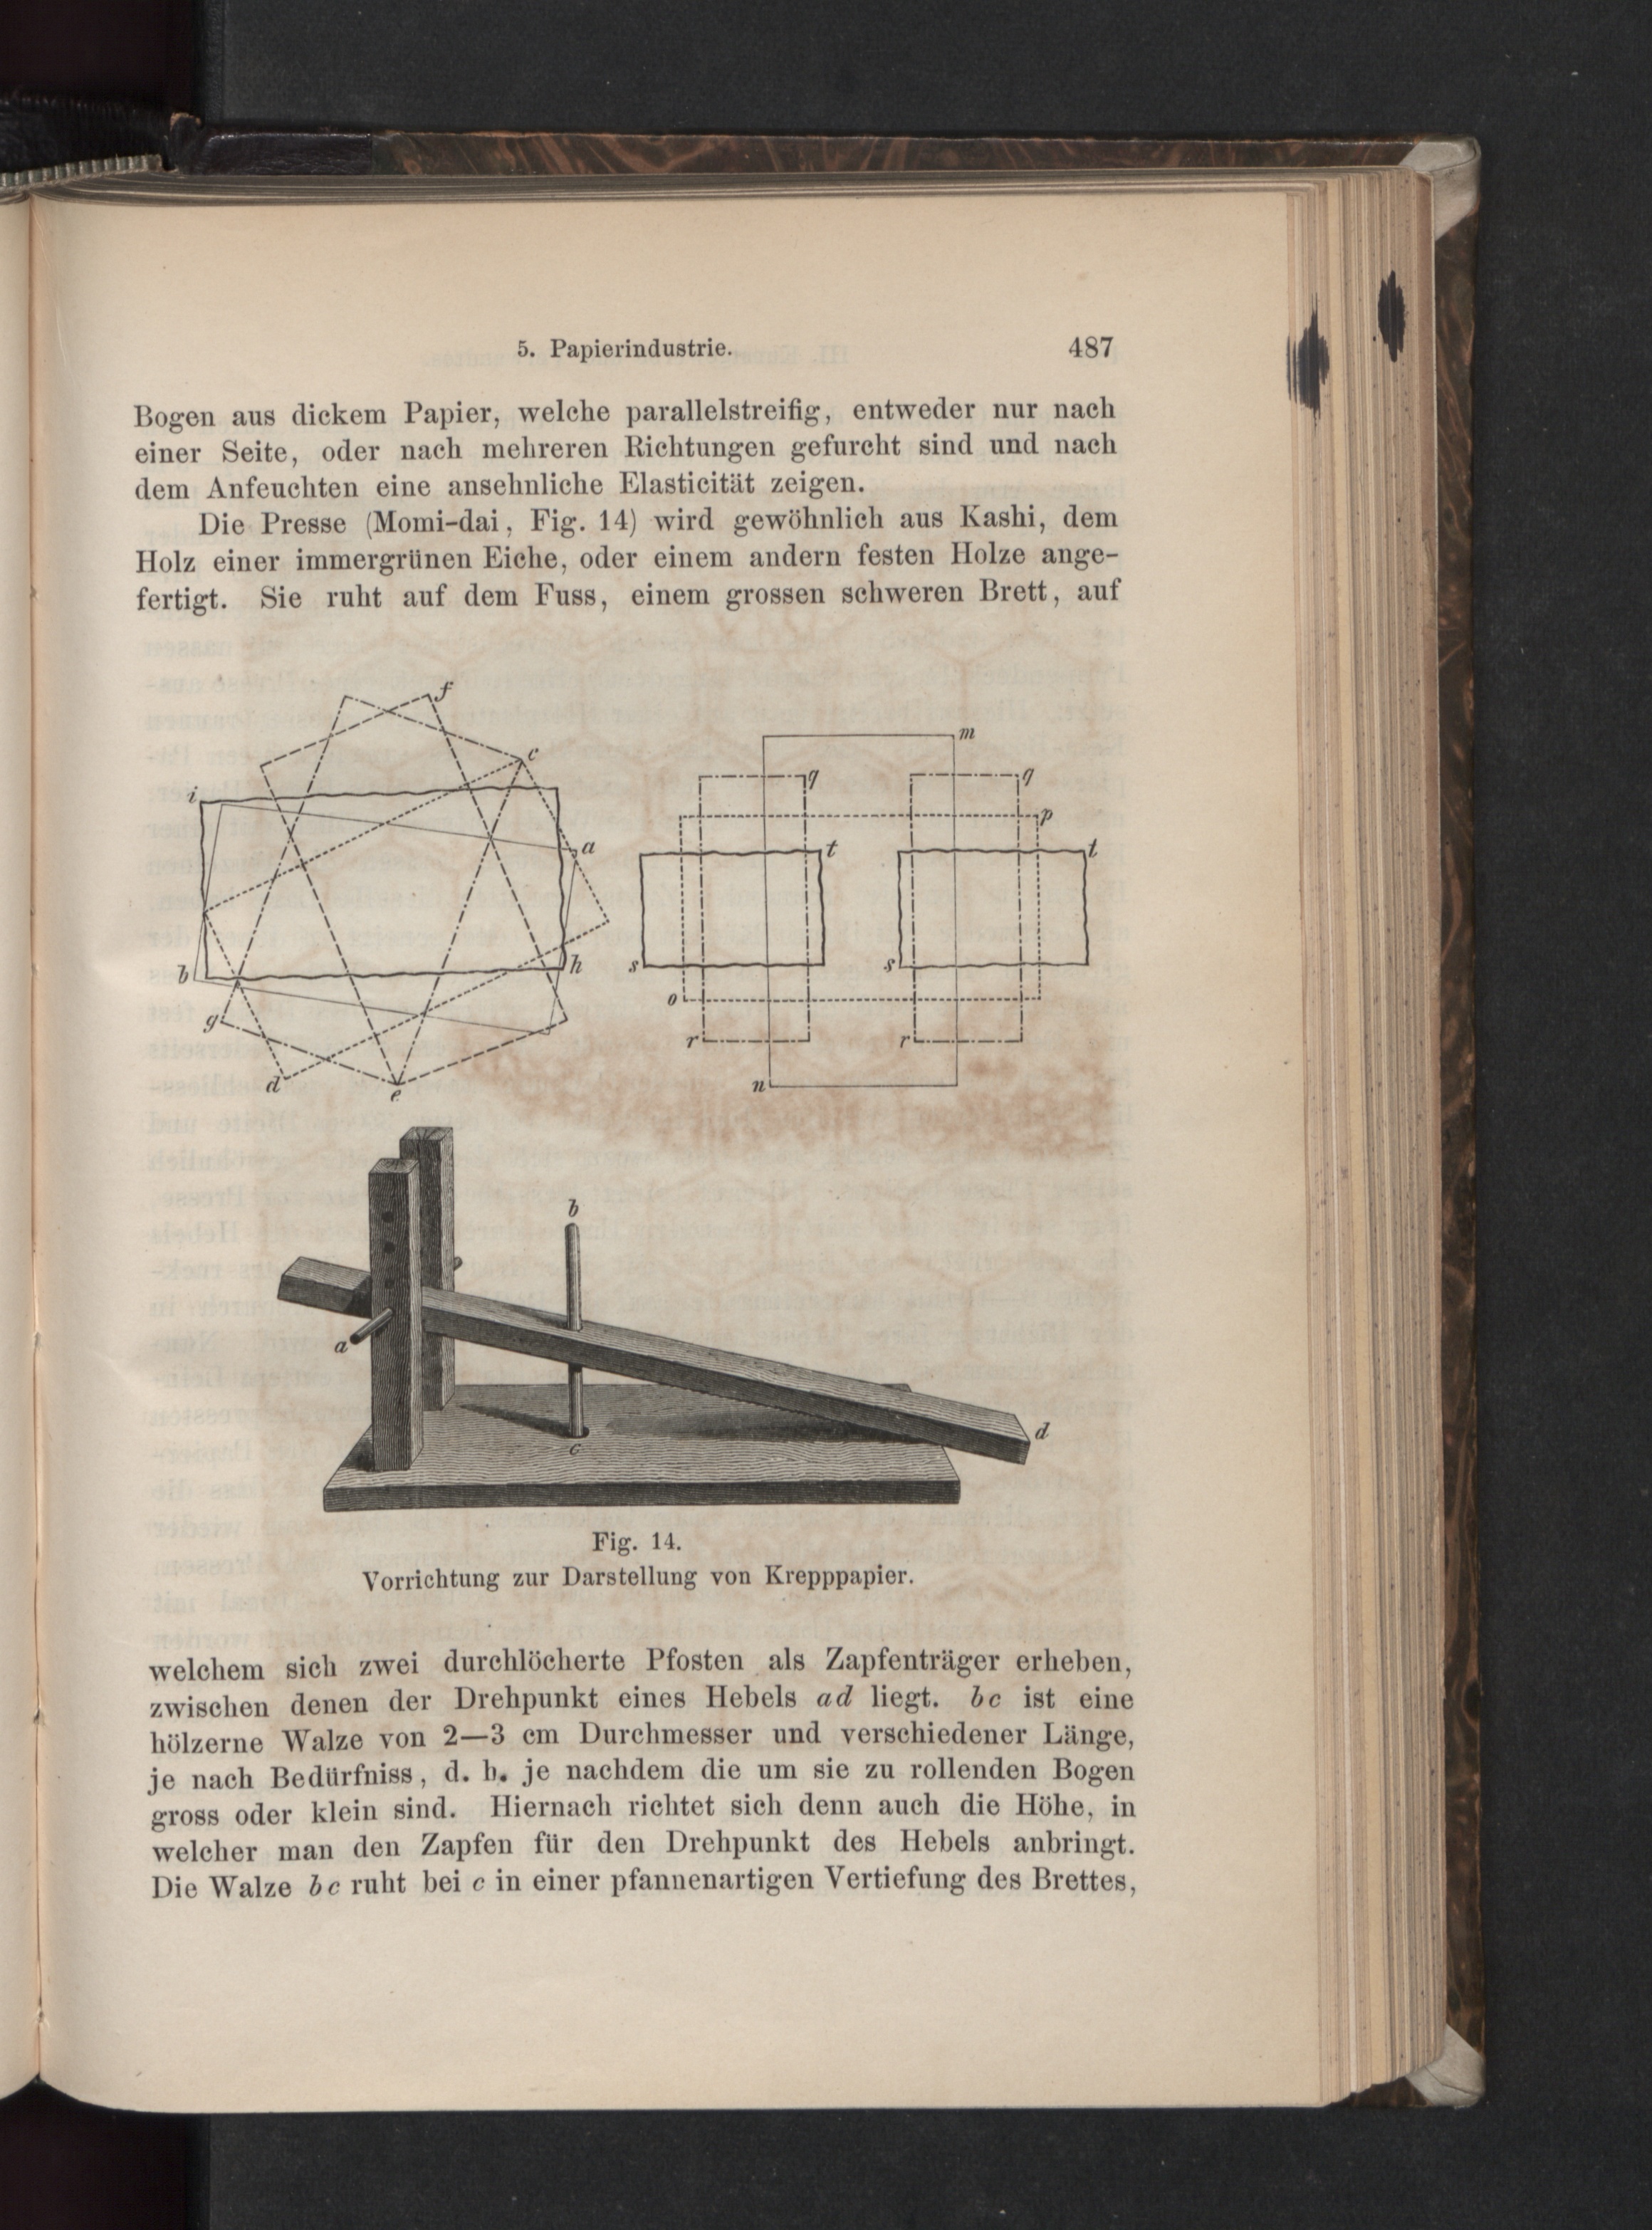 5. Papierindustrie. 487
Bogen aus dickem Papier, welche parallelstreifig, entweder nur nach
einer Seite, oder nach mehreren Richtungen gefurcht sind und nach
dem Anfeuchten eine ansehnliche Elasticität zeigen.
Die Presse (Momi-dai, Fig. 14) wird gewöhnlich aus Kashi, dem
Holz einer immergrünen Eiche, oder einem andern festen Holze ange-
fertigt. Sie ruht auf dem Fuss, einem grossen schweren Brett, auf
f
c
i
a
b
h
g
d
e
m
q
q
p
t
t
s
s
o
r
r
n
b
a
c
d
Fig. 14.
Vorrichtung zur Darstellung von Krepppapier.
welchem sich zwei durchlöcherte Pfosten als Zapfenträger erheben,
zwischen denen der Drehpunkt eines Hebels ad liegt. bc ist eine
hölzerne Walze von 2—3 cm Durchmesser und verschiedener Länge,
je nach Bedürfniss, d. h. je nachdem die um sie zu rollenden Bogen
gross oder klein sind. Hiernach richtet sich denn auch die Höhe, in
welcher man den Zapfen für den Drehpunkt des Hebels anbringt.
Die Walze bc ruht bei c in einer pfannenartigen Vertiefung des Brettes,